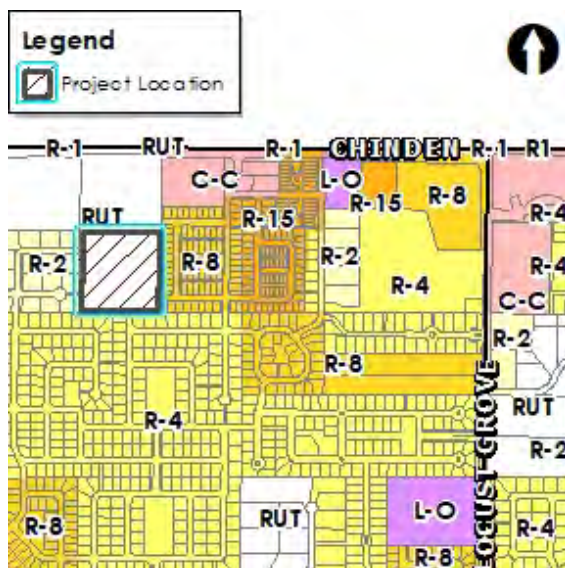 Legend
Project Location
R-1 RUT R-1 CHINDEN R-1 R1
C-C L-O R-8
R-15
RUT R-15 R-4
R-2 R-8 R-2 R-4
R-4
C-C
R-8 R-2
LOCUST GROVE
RUT
R-4
R-2
RUT L-O R-4
R-8
R-8